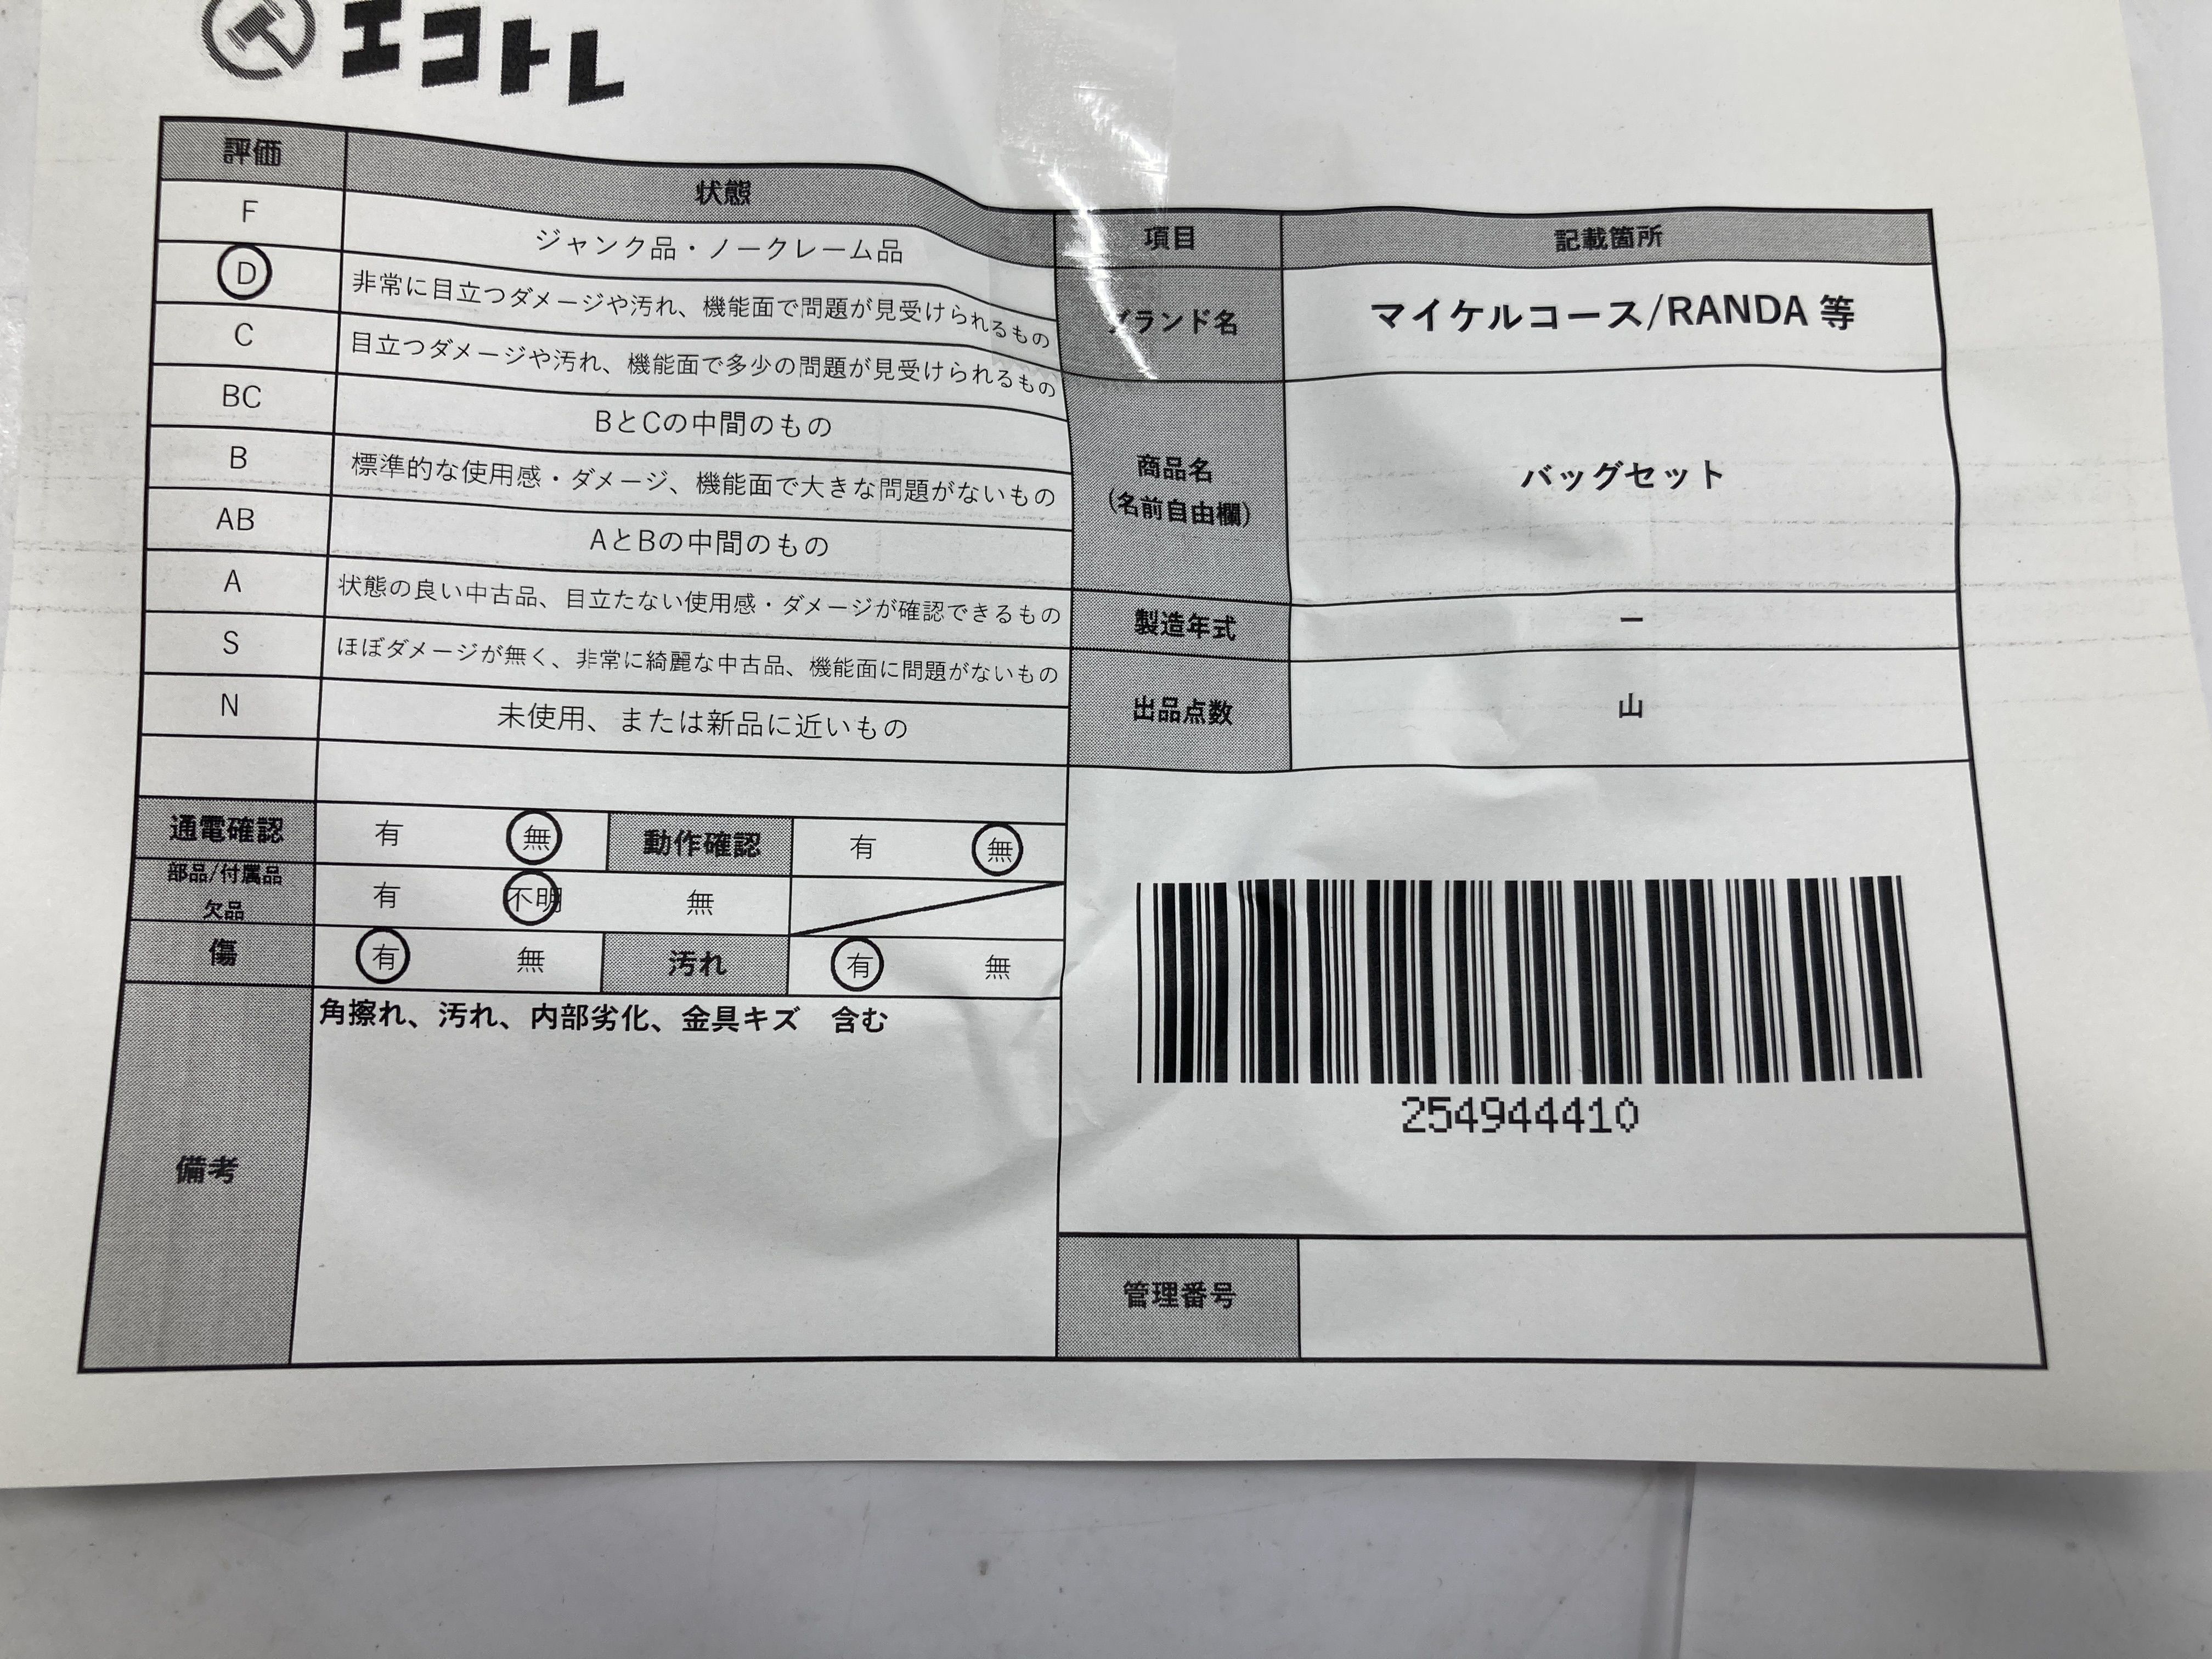 エコトレ
評価 状態
F ジャンク品・ノークレーム品
D 非常に目立つダメージや汚れ、機能面で問題が見受けられるもの
C 目立つダメージや汚れ、機能面で多少の問題が見受けられるもの
BC BとCの中間のもの
B 標準的な使用感・ダメージ、機能面で大きな問題がないもの
AB AとBの中間のもの
A 状態の良い中古品、目立たない使用感・ダメージが確認できるもの
S ほぼダメージが無く、非常に綺麗な中古品、機能面に問題がないもの
N 未使用、または新品に近いもの
通電確認 有 無 動作確認 有 無
部品/付属品
欠品 有 不明 無
傷 有 無 汚れ 有 無
備考 角擦れ、汚れ、内部劣化、金具キズ 含む
項目 記載箇所
ブランド名 マイケルコース/RANDA 等
商品名
(名前自由欄) バッグセット
製造年式 ー
出品点数 山
254944410
管理番号